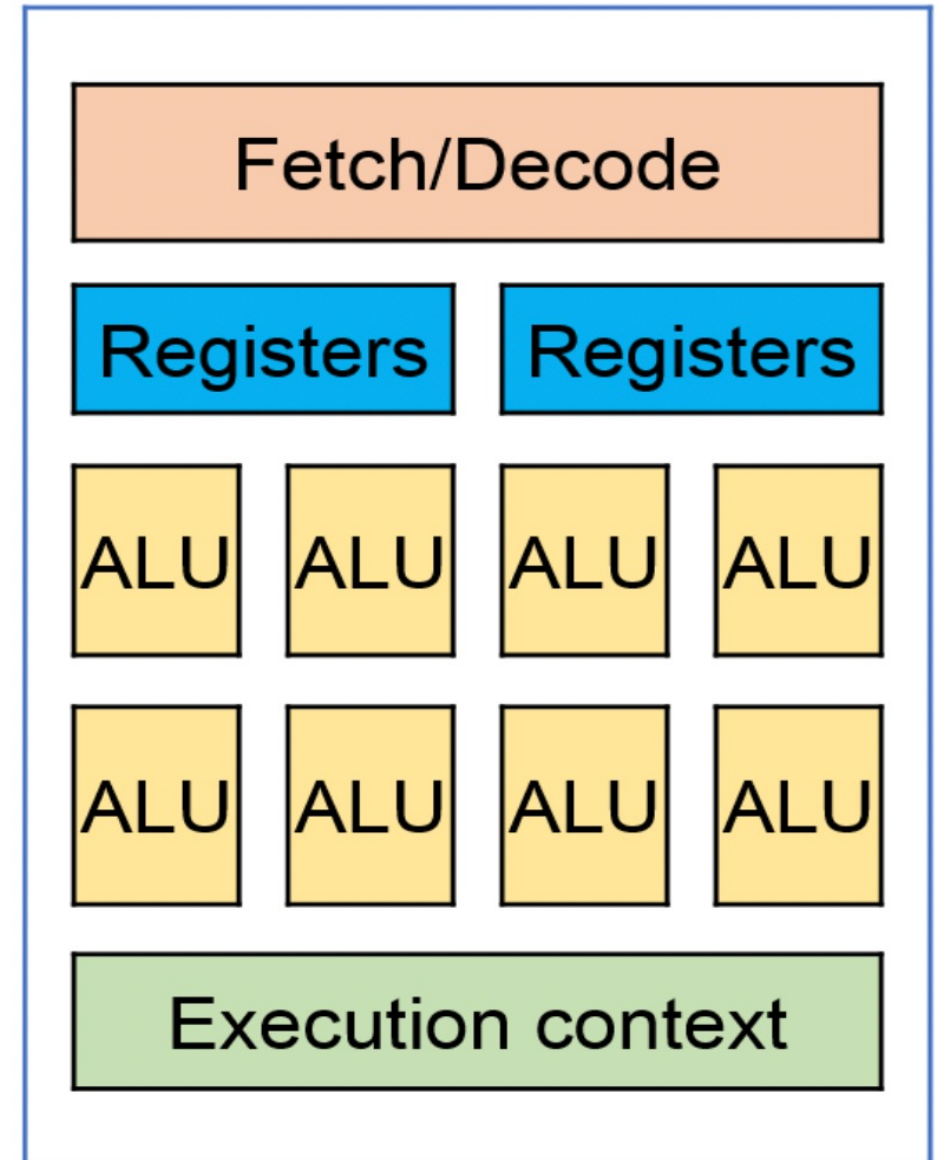 Fetch/Decode
Registers Registers
ALU ALU ALU ALU
ALU ALU ALU ALU
Execution context